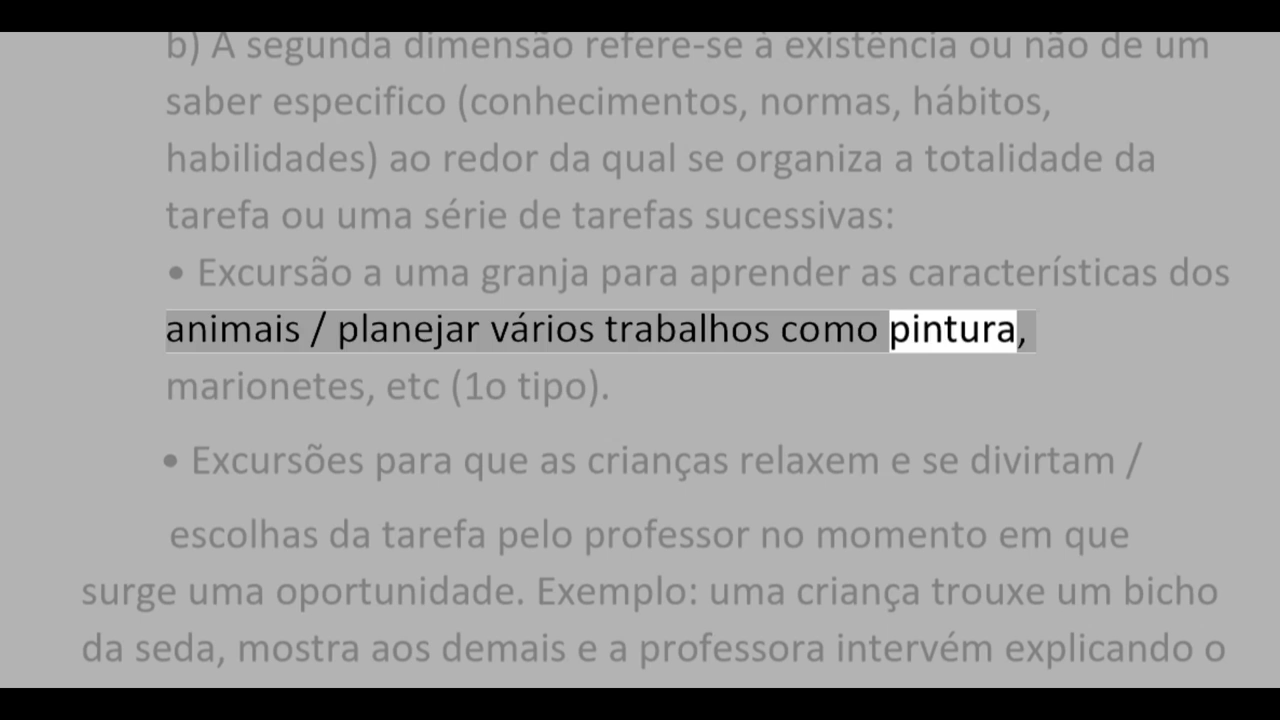 b) A segunda dimensão refere-se à existência ou não de um
saber especifico (conhecimentos, normas, hábitos,
habilidades) ao redor da qual se organiza a totalidade da
tarefa ou uma série de tarefas sucessivas:
• Excursão a uma granja para aprender as características dos
animais / planejar vários trabalhos como pintura,
marionetes, etc (1o tipo).
• Excursões para que as crianças relaxem e se divirtam /
escolhas da tarefa pelo professor no momento em que
surge uma oportunidade. Exemplo: uma criança trouxe um bicho
da seda, mostra aos demais e a professora intervém explicando o